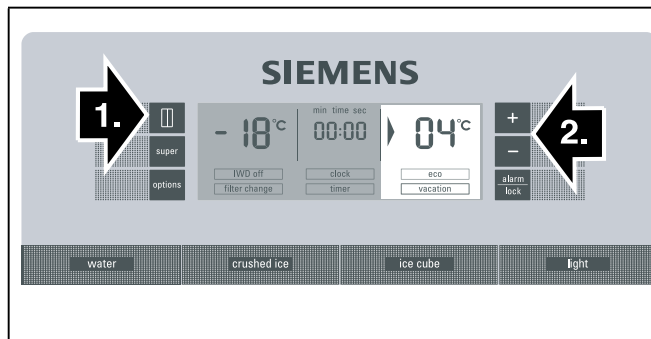 SIEMENS
1.
super
options
- 18°C
min time sec
00:00
04°C
IWD off
clock
eco
filter change
timer
vacation
+
−
2.
alarm
lock
water
crushed ice
ice cube
light